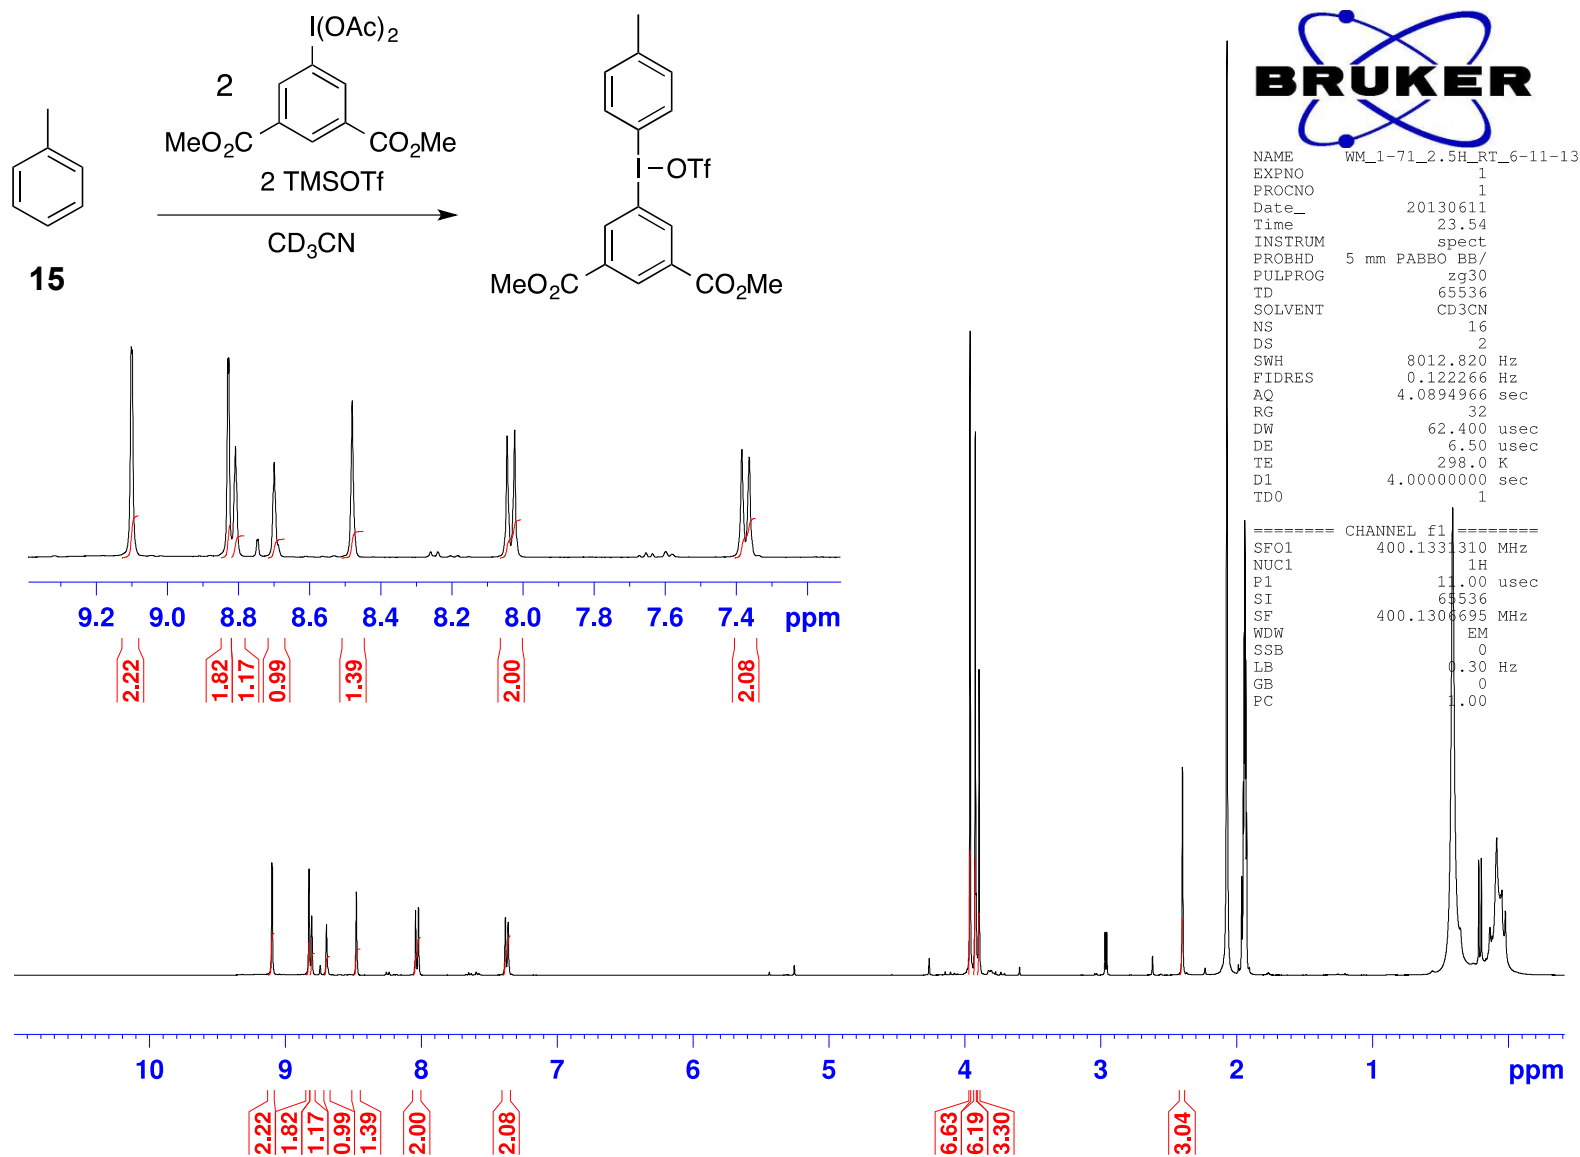 I(OAc)2
2
MeO2C
CO2Me
2 TMSOTf
CD3CN
15
I–OTf
MeO2C
CO2Me
BRUKER
NAME WM_1-71_2.5H_RT_6-11-13
EXPNO 1
PROCNO 1
Date_ 20130611
Time 23.54
INSTRUM spect
PROBHD 5 mm PABBO BB/
PULPROG zg30
TD 65536
SOLVENT CD3CN
NS 16
DS 2
SWH 8012.820 Hz
FIDRES 0.122266 Hz
AQ 4.0894966 sec
RG 32
DW 62.400 usec
DE 6.50 usec
TE 298.0 K
D1 4.00000000 sec
TD0 1
======== CHANNEL f1 ========
SFO1 400.1331310 MHz
NUC1 1H
P1 11.00 usec
SI 65536
SF 400.1306695 MHz
WDW EM
SSB 0
LB 0.30 Hz
GB 0
PC 1.00
9.2 9.0 8.8 8.6 8.4 8.2 8.0 7.8 7.6 7.4 ppm
2.22 1.82 1.17 0.99 1.39 2.00 2.08
10 9 8 7 6 5 4 3 2 1 ppm
2.22 1.82 1.17 0.99 1.39 2.00 2.08 6.63 6.19 3.30 3.04